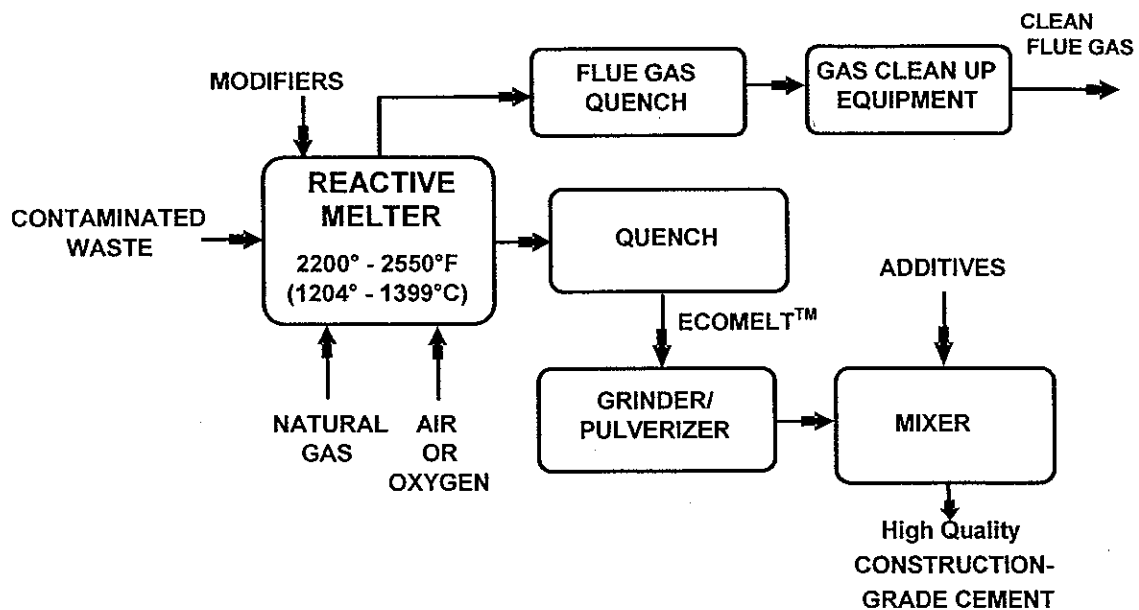 CLEAN
FLUE GAS
MODIFIERS
FLUE GAS
QUENCH
GAS CLEAN UP
EQUIPMENT
REACTIVE
MELTER
2200° - 2550°F
(1204° - 1399°C)
CONTAMINATED
WASTE
QUENCH
ADDITIVES
ECOMELT™
NATURAL
GAS
AIR
OR
OXYGEN
GRINDER/
PULVERIZER
MIXER
High Quality
CONSTRUCTION-
GRADE CEMENT